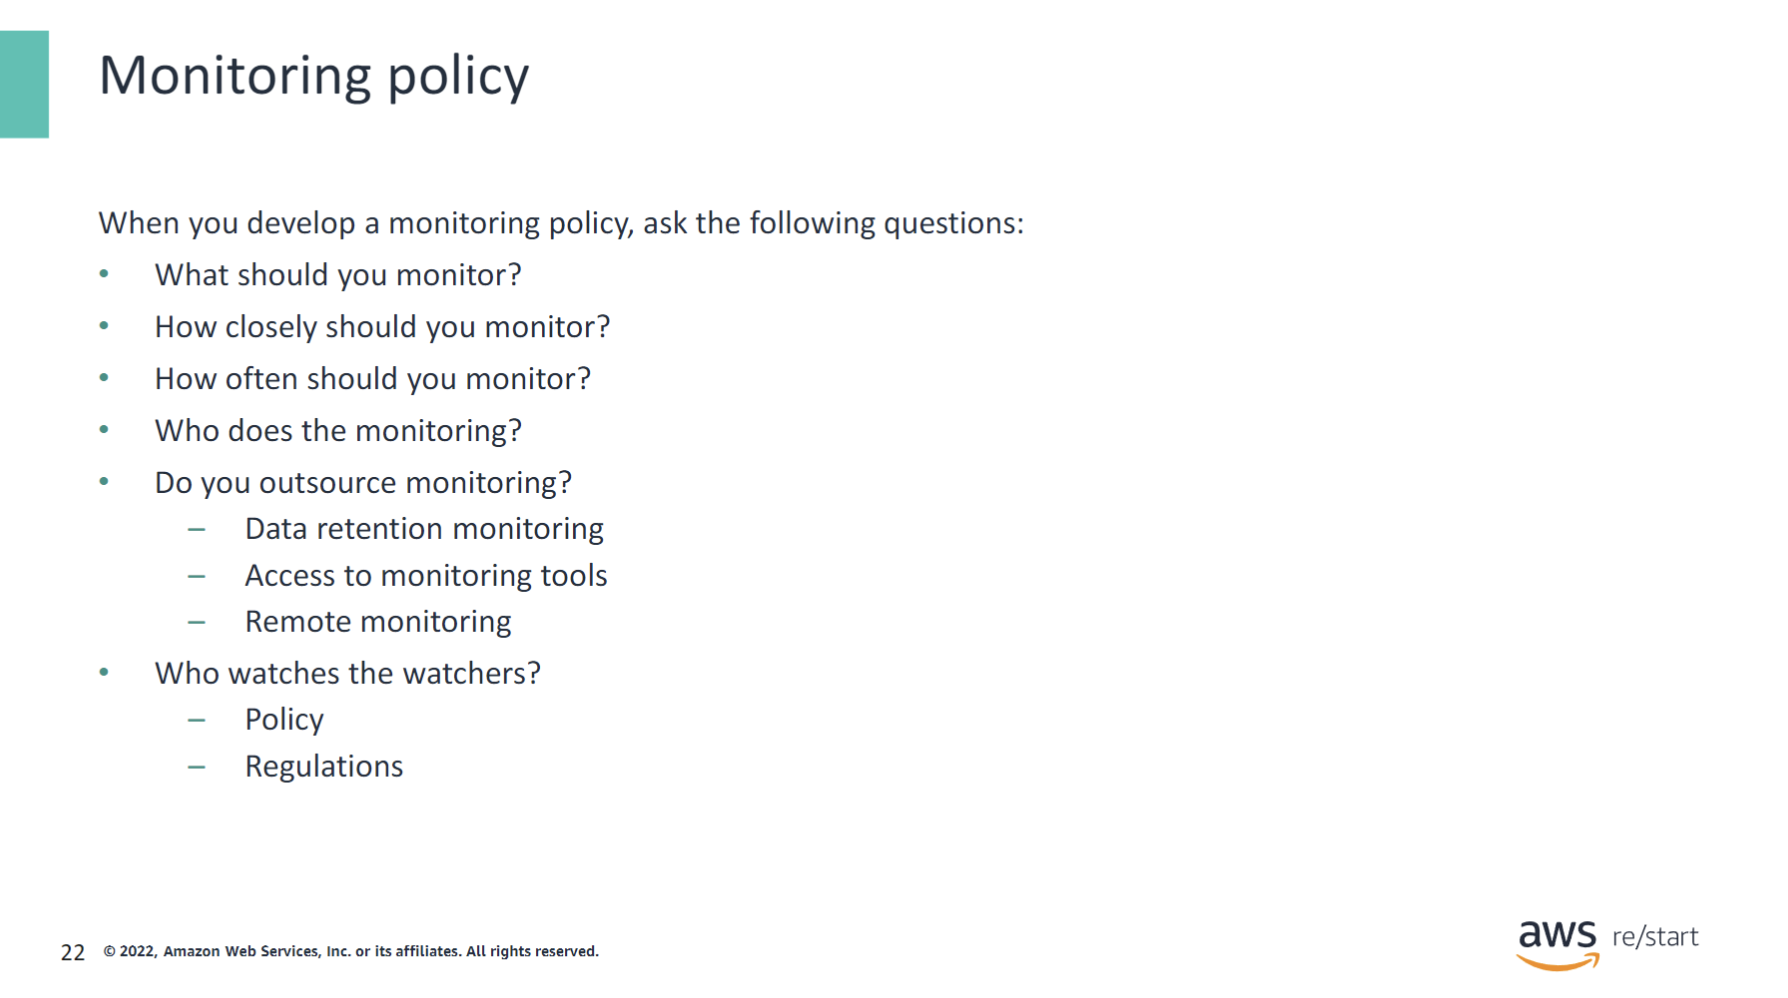 Monitoring policy
When you develop a monitoring policy, ask the following questions:
• What should you monitor?
• How closely should you monitor?
• How often should you monitor?
• Who does the monitoring?
• Do you outsource monitoring?
– Data retention monitoring
– Access to monitoring tools
– Remote monitoring
• Who watches the watchers?
– Policy
– Regulations
22 © 2022, Amazon Web Services, Inc. or its affiliates. All rights reserved.
aws re/start